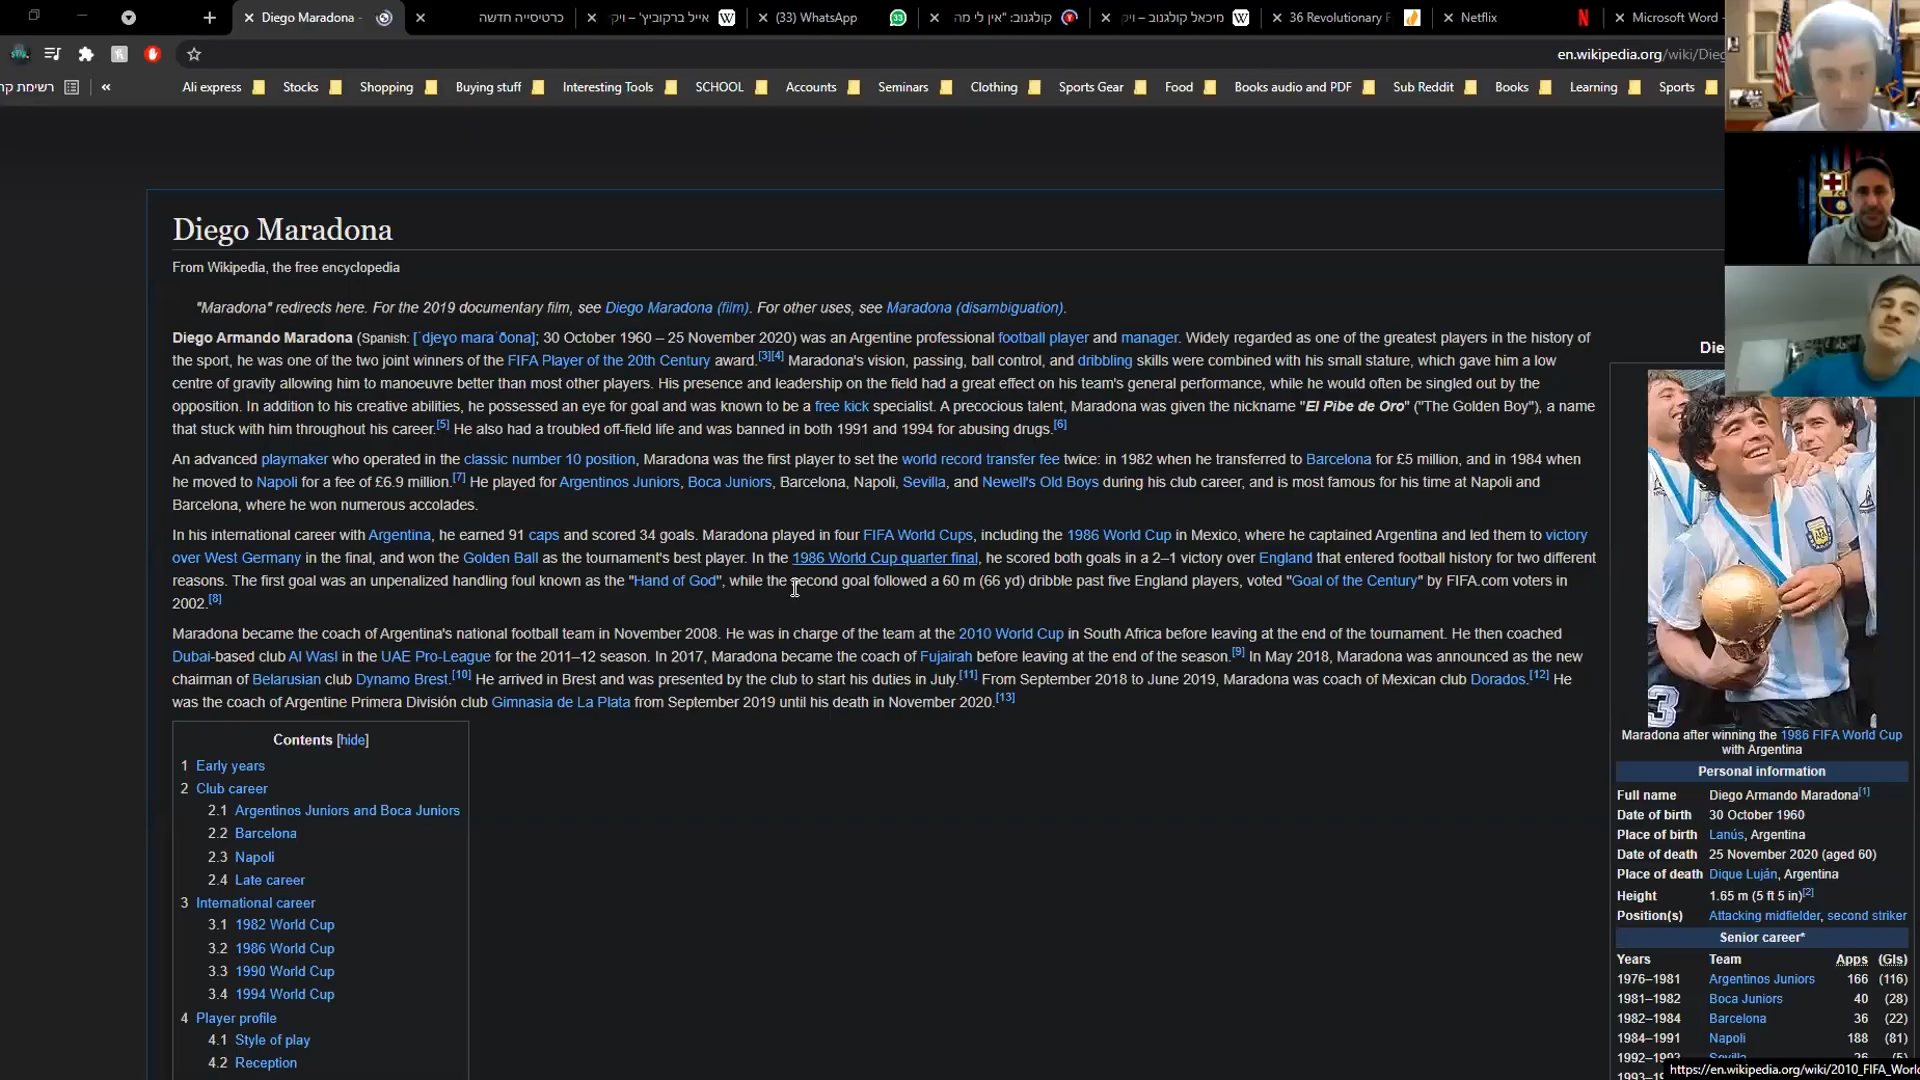 Diego Maradona -
כרטיסייה חדשה
אייל ברקוביץ' – ויק
(33) WhatsApp
33
קולגנוב: "אין לי מה
מיכאל קולגנוב – ויק
36 Revolutionary F
Netflix
Microsoft Word -
en.wikipedia.org/wiki/Dieg
רשימת קר
«
Ali express
Stocks
Shopping
Buying stuff
Interesting Tools
SCHOOL
Accounts
Seminars
Clothing
Sports Gear
Food
Books audio and PDF
Sub Reddit
Books
Learning
Sports
Diego Maradona
From Wikipedia, the free encyclopedia
"Maradona" redirects here. For the 2019 documentary film, see Diego Maradona (film). For other uses, see Maradona (disambiguation).
Diego Armando Maradona (Spanish: [ˈdjeɣo maɾaˈðona]; 30 October 1960 – 25 November 2020) was an Argentine professional football player and manager. Widely regarded as one of the greatest players in the history of
the sport, he was one of the two joint winners of the FIFA Player of the 20th Century award.[3][4] Maradona's vision, passing, ball control, and dribbling skills were combined with his small stature, which gave him a low
centre of gravity allowing him to manoeuvre better than most other players. His presence and leadership on the field had a great effect on his team's general performance, while he would often be singled out by the
opposition. In addition to his creative abilities, he possessed an eye for goal and was known to be a free kick specialist. A precocious talent, Maradona was given the nickname "El Pibe de Oro" ("The Golden Boy"), a name
that stuck with him throughout his career.[5] He also had a troubled off-field life and was banned in both 1991 and 1994 for abusing drugs.[6]
An advanced playmaker who operated in the classic number 10 position, Maradona was the first player to set the world record transfer fee twice: in 1982 when he transferred to Barcelona for £5 million, and in 1984 when
he moved to Napoli for a fee of £6.9 million.[7] He played for Argentinos Juniors, Boca Juniors, Barcelona, Napoli, Sevilla, and Newell's Old Boys during his club career, and is most famous for his time at Napoli and
Barcelona, where he won numerous accolades.
In his international career with Argentina, he earned 91 caps and scored 34 goals. Maradona played in four FIFA World Cups, including the 1986 World Cup in Mexico, where he captained Argentina and led them to victory
over West Germany in the final, and won the Golden Ball as the tournament's best player. In the 1986 World Cup quarter final, he scored both goals in a 2–1 victory over England that entered football history for two different
reasons. The first goal was an unpenalized handling foul known as the "Hand of God", while the second goal followed a 60 m (66 yd) dribble past five England players, voted "Goal of the Century" by FIFA.com voters in
2002.[8]
Maradona became the coach of Argentina's national football team in November 2008. He was in charge of the team at the 2010 World Cup in South Africa before leaving at the end of the tournament. He then coached
Dubai-based club Al Wasl in the UAE Pro-League for the 2011–12 season. In 2017, Maradona became the coach of Fujairah before leaving at the end of the season.[9] In May 2018, Maradona was announced as the new
chairman of Belarusian club Dynamo Brest.[10] He arrived in Brest and was presented by the club to start his duties in July.[11] From September 2018 to June 2019, Maradona was coach of Mexican club Dorados.[12] He
was the coach of Argentine Primera División club Gimnasia de La Plata from September 2019 until his death in November 2020.[13]
Contents [hide]
1 Early years
2 Club career
2.1 Argentinos Juniors and Boca Juniors
2.2 Barcelona
2.3 Napoli
2.4 Late career
3 International career
3.1 1982 World Cup
3.2 1986 World Cup
3.3 1990 World Cup
3.4 1994 World Cup
4 Player profile
4.1 Style of play
4.2 Reception
Die
Maradona after winning the 1986 FIFA World Cup
with Argentina
Personal information
Full name Diego Armando Maradona[1]
Date of birth 30 October 1960
Place of birth Lanús, Argentina
Date of death 25 November 2020 (aged 60)
Place of death Dique Luján, Argentina
Height 1.65 m (5 ft 5 in)[2]
Position(s) Attacking midfielder, second striker
Senior career*
Years Team Apps (Gls)
1976–1981 Argentinos Juniors 166 (116)
1981–1982 Boca Juniors 40 (28)
1982–1984 Barcelona 36 (22)
1984–1991 Napoli 188 (81)
1992–1993 Sevilla 26 (5)
https://en.wikipedia.org/wiki/2010_FIFA_World